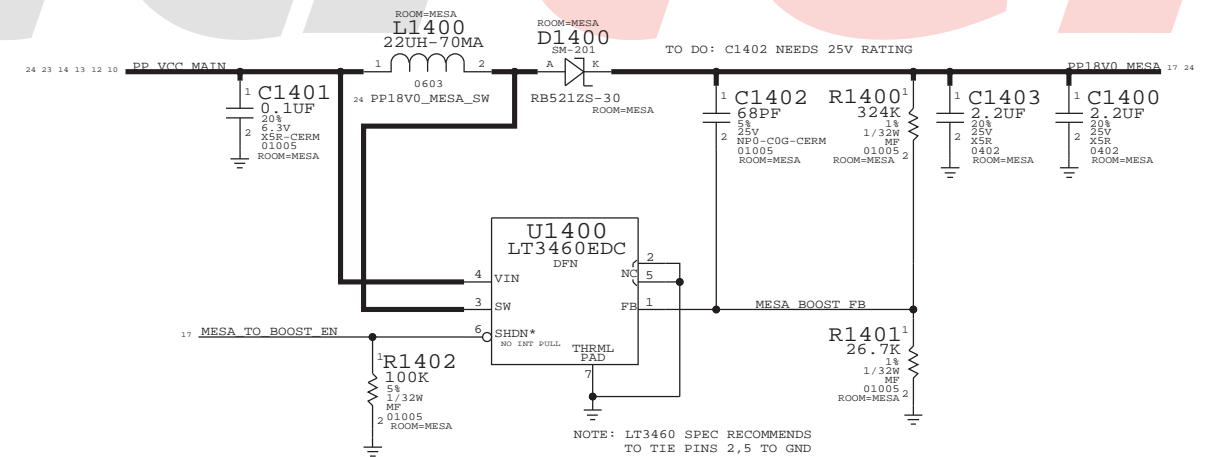 ROOM=MESA
L1400
22UH-70MA
1 2
0603
ROOM=MESA
D1400
SM-201
A K
RB521ZS-30
ROOM=MESA
TO DO: C1402 NEEDS 25V RATING
24 23 14 13 12 10 PP_VCC_MAIN
24 PP18V0_MESA_SW
PP18V0_MESA 17 24
1 C1401
0.1UF
20%
6.3V
2 X5R-CERM
01005
ROOM=MESA
1 C1402
68PF
5%
25V
2 NP0-C0G-CERM
01005
ROOM=MESA
R1400 1
324K
1%
1/32W
MF
01005 2
ROOM=MESA
1 C1403
2.2UF
20%
25V
2 X5R
0402
ROOM=MESA
1 C1400
2.2UF
20%
25V
2 X5R
0402
ROOM=MESA
U1400
LT3460EDC
DFN
4 VIN
3 SW
6 SHDN*
NO INT PULL
NC 2
5
FB 1
THRML
PAD
7
MESA_BOOST_FB
17 MESA_TO_BOOST_EN
1 R1402
100K
5%
1/32W
MF
2 01005
ROOM=MESA
R1401 1
26.7K
1%
1/32W
MF
01005 2
ROOM=MESA
NOTE: LT3460 SPEC RECOMMENDS
TO TIE PINS 2,5 TO GND